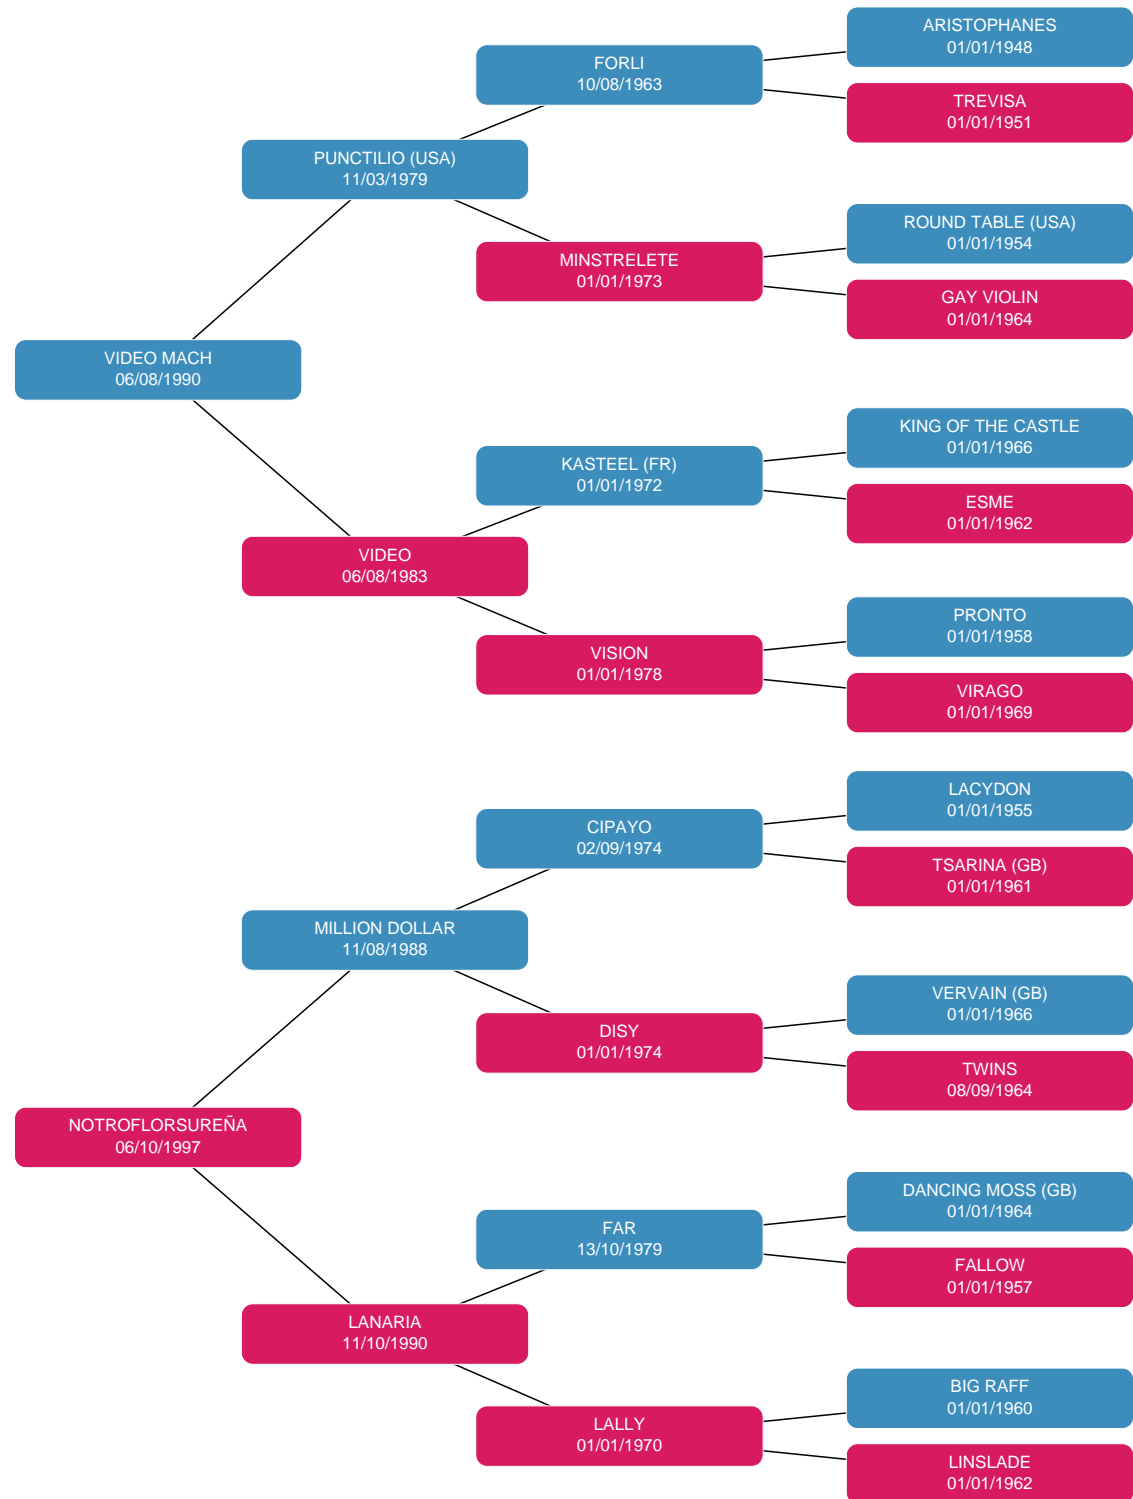 ARISTOPHANES
01/01/1948
FORLI
10/08/1963
TREVISA
01/01/1951
PUNCTILIO (USA)
11/03/1979
ROUND TABLE (USA)
01/01/1954
MINSTRELETE
01/01/1973
GAY VIOLIN
01/01/1964
VIDEO MACH
06/08/1990
KING OF THE CASTLE
01/01/1966
KASTEEL (FR)
01/01/1972
ESME
01/01/1962
VIDEO
06/08/1983
PRONTO
01/01/1958
VISION
01/01/1978
VIRAGO
01/01/1969
LACYDON
01/01/1955
CIPAYO
02/09/1974
TSARINA (GB)
01/01/1961
MILLION DOLLAR
11/08/1988
VERVAIN (GB)
01/01/1966
DISY
01/01/1974
TWINS
08/09/1964
NOTROFLORSUREÑA
06/10/1997
DANCING MOSS (GB)
01/01/1964
FAR
13/10/1979
FALLOW
01/01/1957
LANARIA
11/10/1990
BIG RAFF
01/01/1960
LALLY
01/01/1970
LINSLADE
01/01/1962